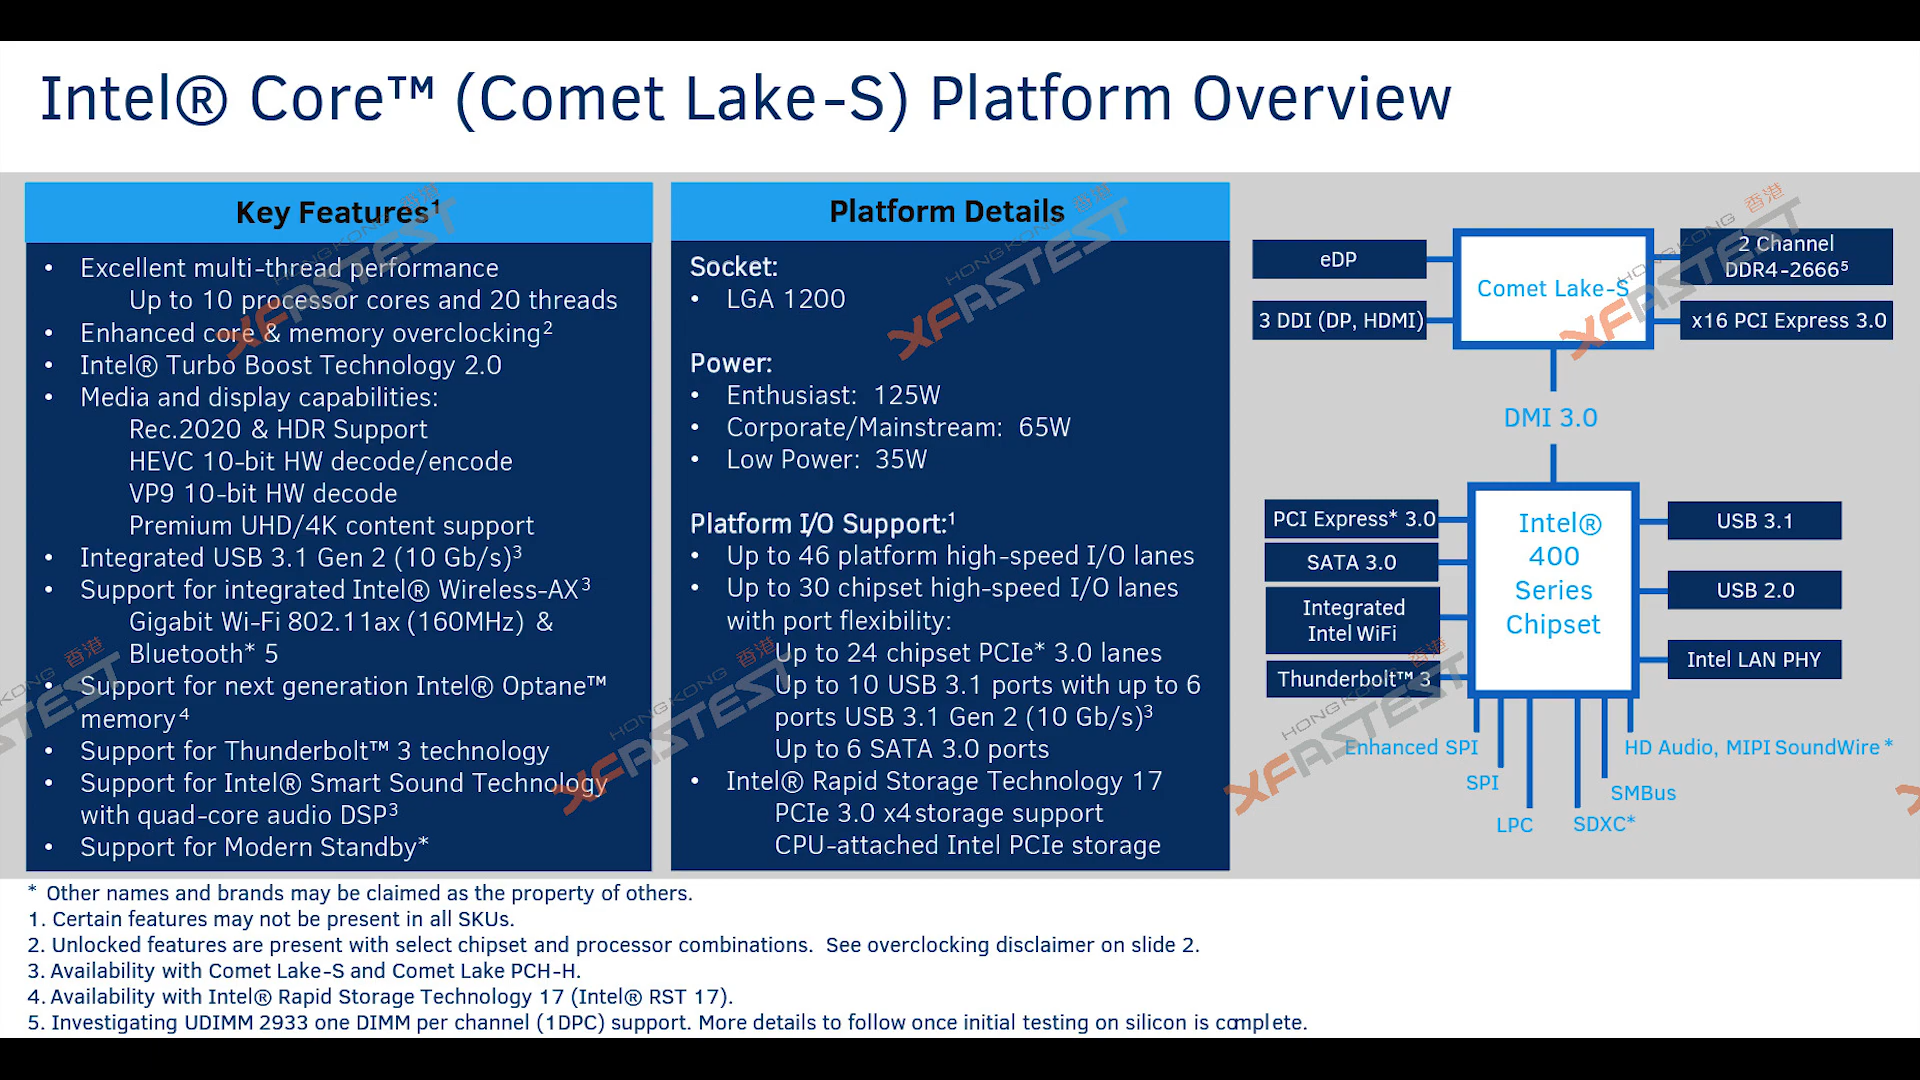 Intel® Core™ (Comet Lake-S) Platform Overview
Key Features¹
• Excellent multi-thread performance
Up to 10 processor cores and 20 threads
• Enhanced core & memory overclocking²
• Intel® Turbo Boost Technology 2.0
• Media and display capabilities:
Rec.2020 & HDR Support
HEVC 10-bit HW decode/encode
VP9 10-bit HW decode
Premium UHD/4K content support
• Integrated USB 3.1 Gen 2 (10 Gb/s)³
• Support for integrated Intel® Wireless-AX³
Gigabit Wi-Fi 802.11ax (160MHz) &
Bluetooth* 5
• Support for next generation Intel® Optane™
memory⁴
• Support for Thunderbolt™ 3 technology
• Support for Intel® Smart Sound Technology
with quad-core audio DSP³
• Support for Modern Standby*
Platform Details
Socket:
• LGA 1200
Power:
• Enthusiast: 125W
• Corporate/Mainstream: 65W
• Low Power: 35W
Platform I/O Support:¹
• Up to 46 platform high-speed I/O lanes
• Up to 30 chipset high-speed I/O lanes
with port flexibility:
Up to 24 chipset PCIe* 3.0 lanes
Up to 10 USB 3.1 ports with up to 6
ports USB 3.1 Gen 2 (10 Gb/s)³
Up to 6 SATA 3.0 ports
• Intel® Rapid Storage Technology 17
PCIe 3.0 x4 storage support
CPU-attached Intel PCIe storage
eDP
3 DDI (DP, HDMI)
Comet Lake-S
2 Channel
DDR4-2666⁵
x16 PCI Express 3.0
DMI 3.0
PCI Express* 3.0
SATA 3.0
Integrated
Intel WiFi
Thunderbolt™ 3
Intel®
400
Series
Chipset
USB 3.1
USB 2.0
Intel LAN PHY
Enhanced SPI
SPI
LPC
SDXC*
SMBus
HD Audio, MIPI SoundWire*
* Other names and brands may be claimed as the property of others.
1. Certain features may not be present in all SKUs.
2. Unlocked features are present with select chipset and processor combinations. See overclocking disclaimer on slide 2.
3. Availability with Comet Lake-S and Comet Lake PCH-H.
4. Availability with Intel® Rapid Storage Technology 17 (Intel® RST 17).
5. Investigating UDIMM 2933 one DIMM per channel (1DPC) support. More details to follow once initial testing on silicon is complete.
HONGKONG 香港
XFASTEST
HONGKONG 香港
XFASTEST
HONGKONG 香港
XFASTEST
HONGKONG 香港
XFASTEST
HONGKONG 香港
XFASTEST